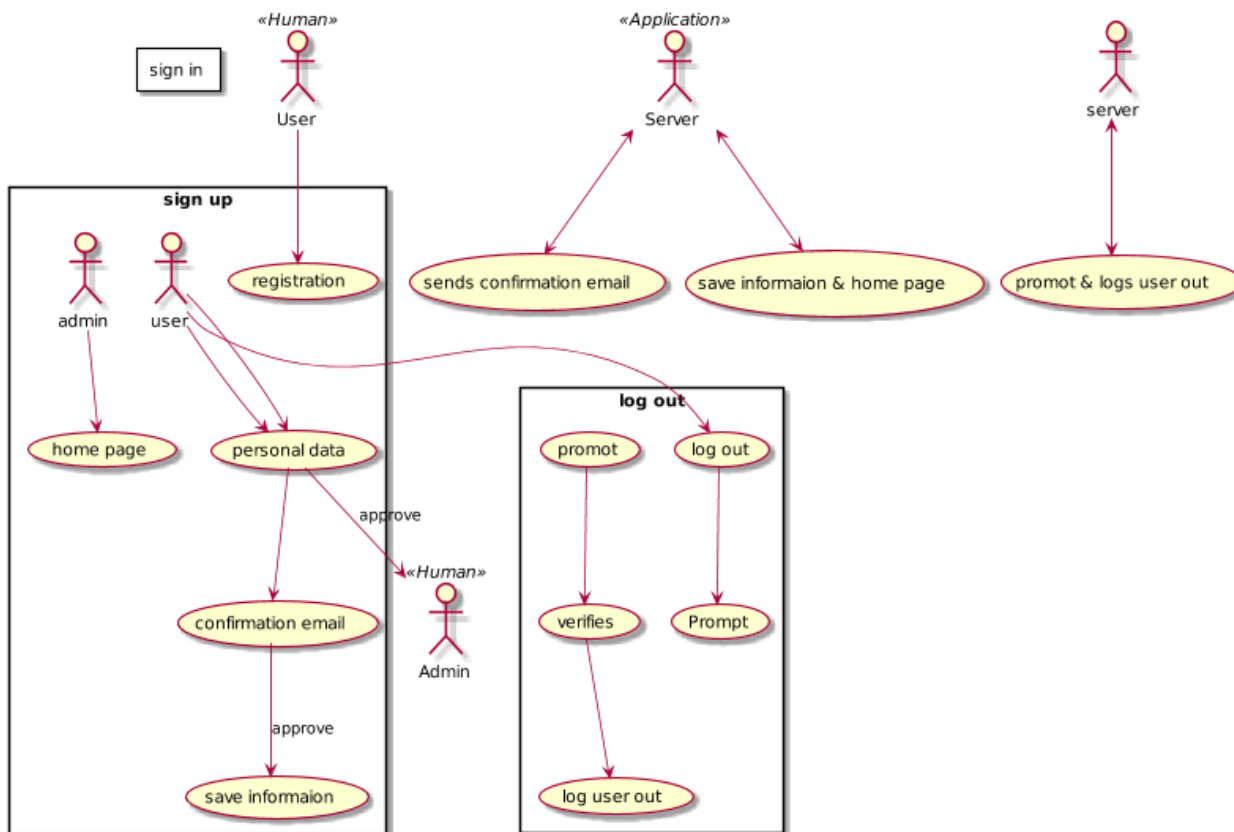 «Human»
«Application»
sign in
User
Server
server
sign up
registration
sends confirmation email
save informaion & home page
promot & logs user out
admin
user
log out
home page
personal data
promot
log out
approve
«Human»
confirmation email
verifies
Prompt
Admin
approve
save informaion
log user out